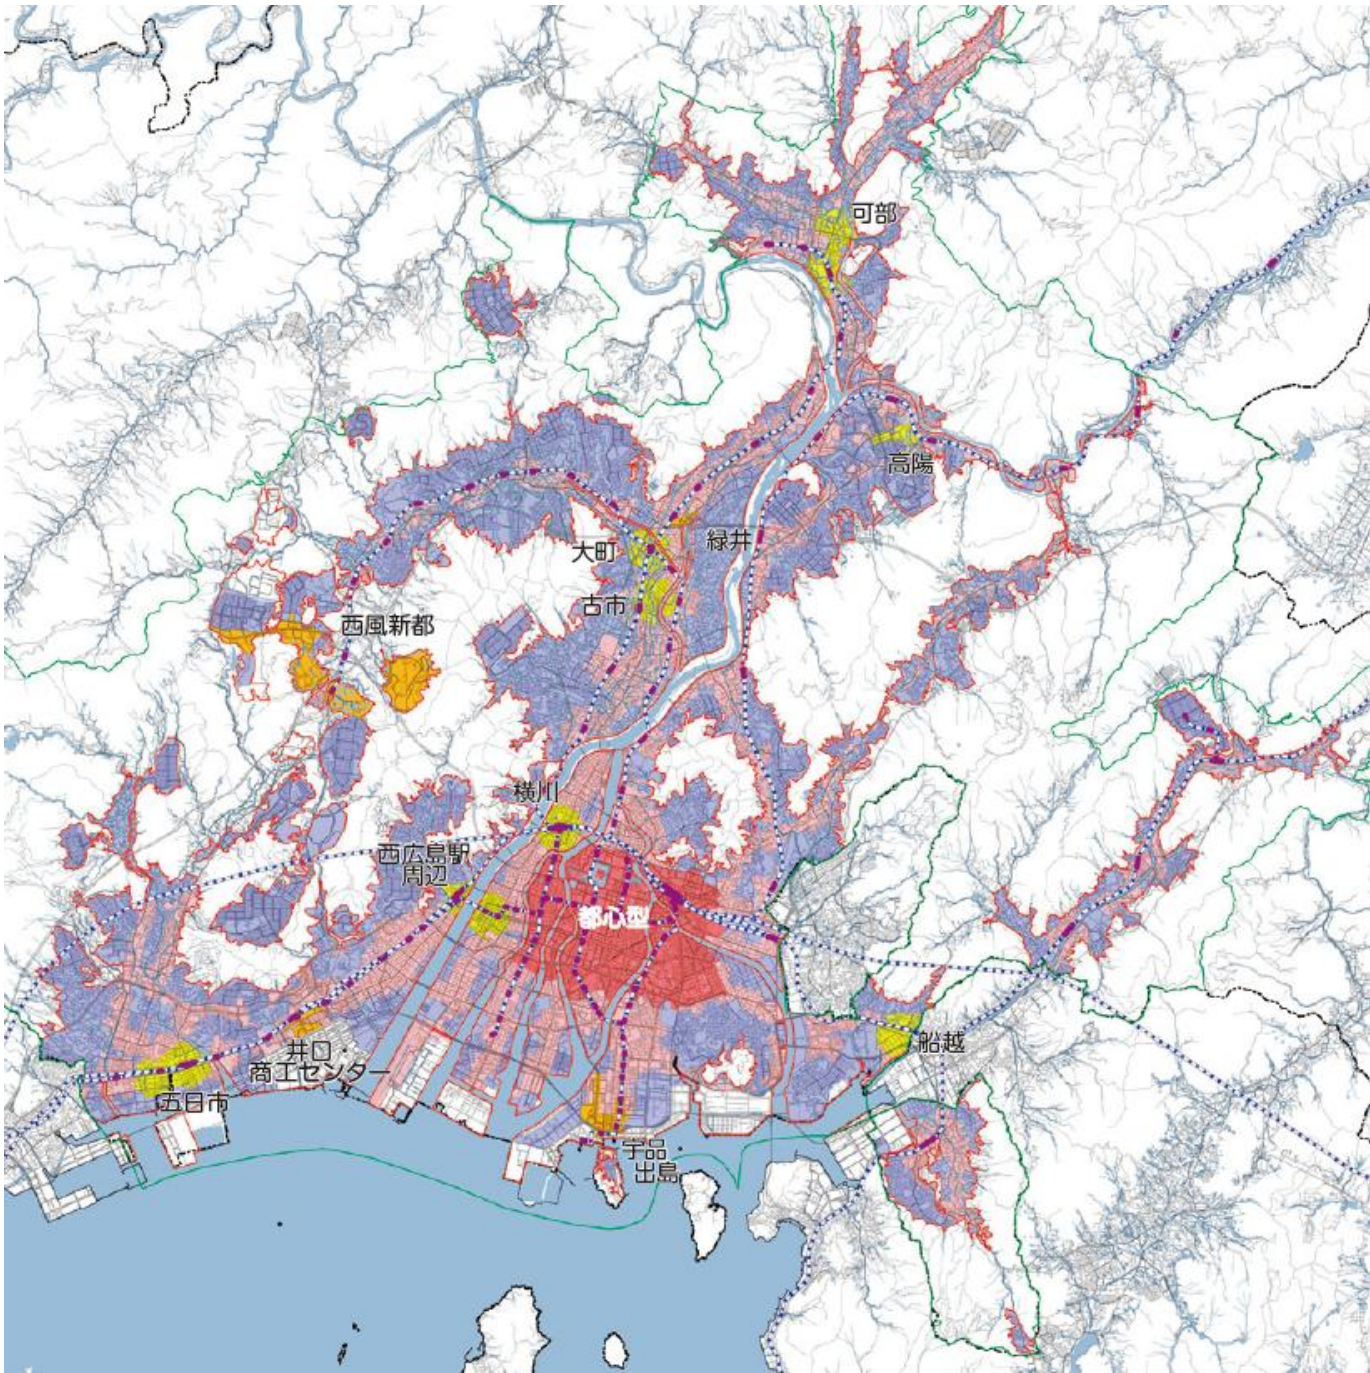 可部
高陽
緑井
大町
古市
西風新都
横川
西広島駅
周辺
都心型
船越
井口・
商工センター
五日市
宇品
出島